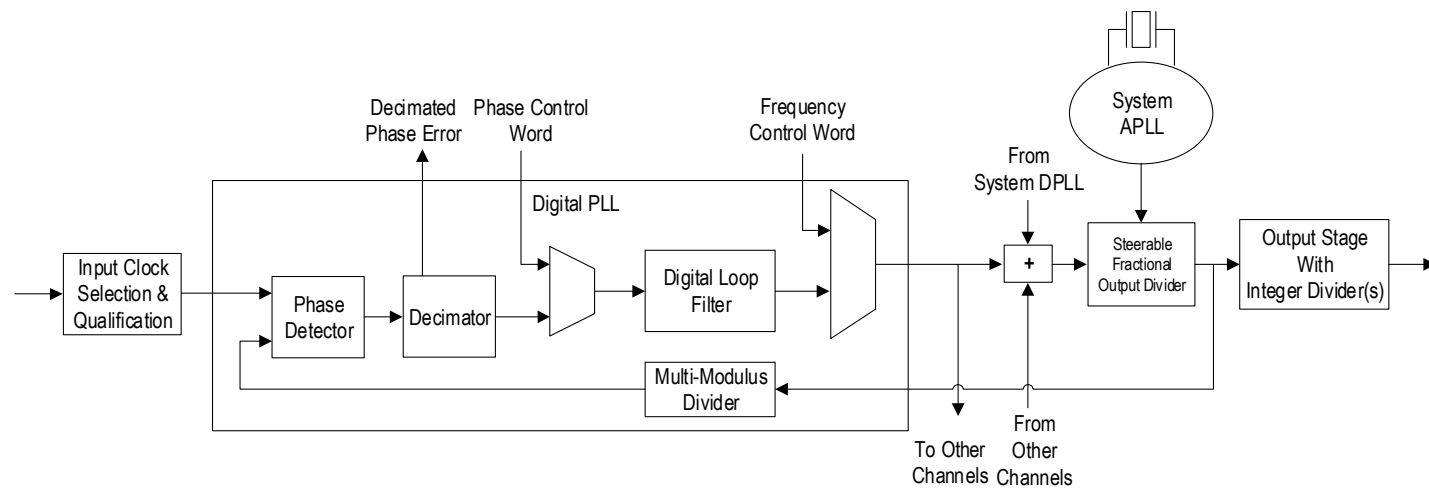 System
APLL
Decimated
Phase Error
Phase Control
Word
Frequency
Control Word
From
System DPLL
Digital PLL
Input Clock
Selection &
Qualification
Phase
Detector
Decimator
Digital Loop
Filter
+
Steerable
Fractional
Output Divider
Output Stage
With
Integer Divider(s)
Multi-Modulus
Divider
To Other
Channels
From
Other
Channels